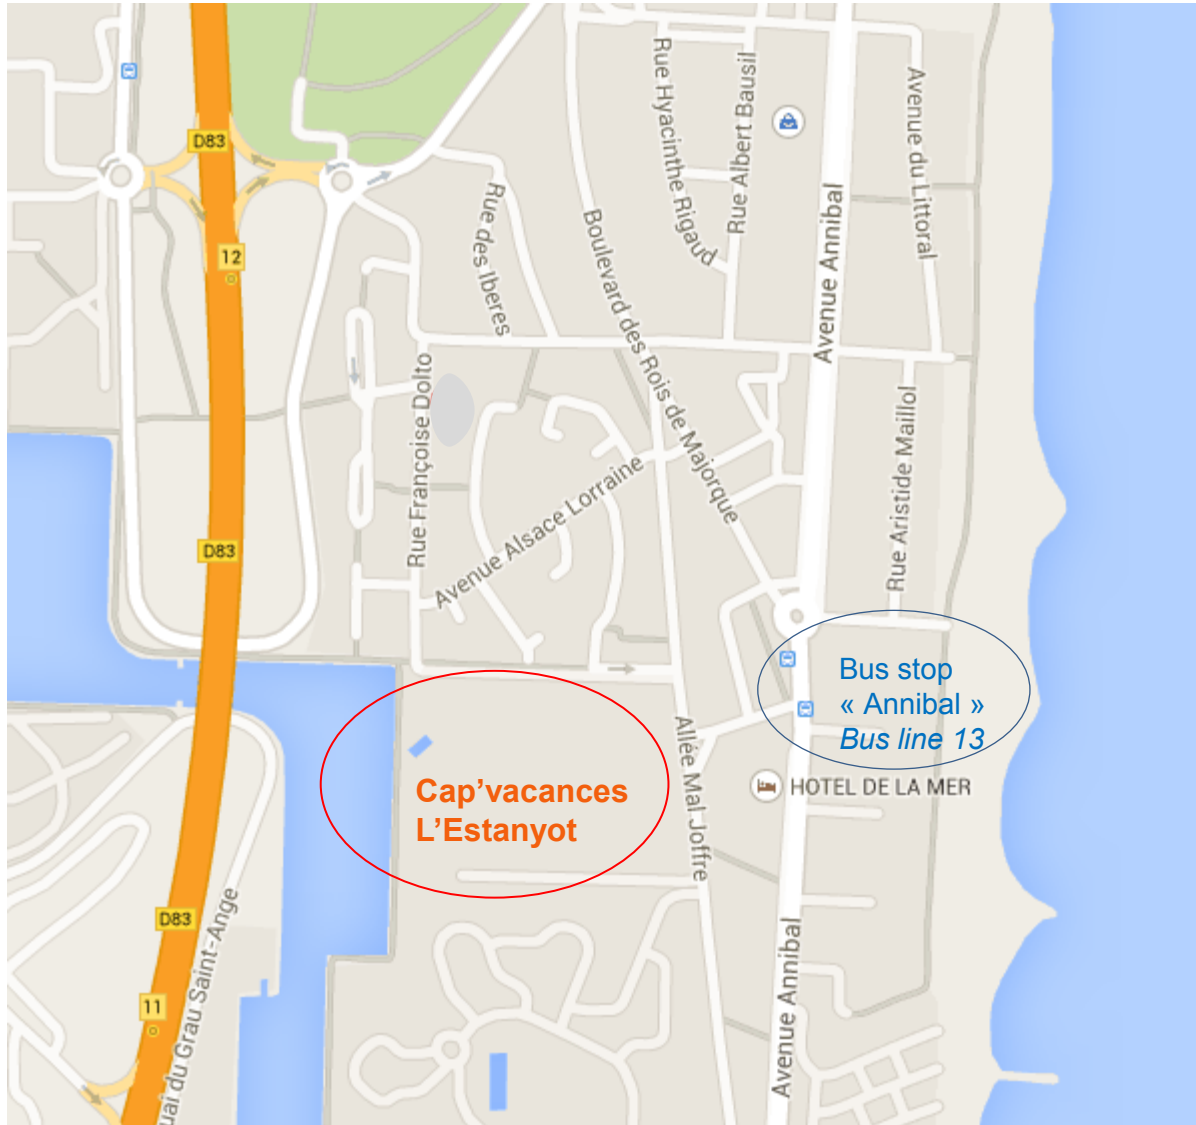 D83
12
Rue des Iberes
Boulevard des Rois de Majorque
Rue Hyacinthe Rigaud
Rue Albert Bausil
Avenue Annibal
Avenue du Littoral
Rue Françoise Dolto
Avenue Alsace Lorraine
Rue Aristide Maillol
D83
Bus stop
« Annibal »
Bus line 13
Allée Mal Joffre
HOTEL DE LA MER
Cap'vacances
L'Estanyot
D83
11
uai du Grau Saint-Ange
Avenue Annibal